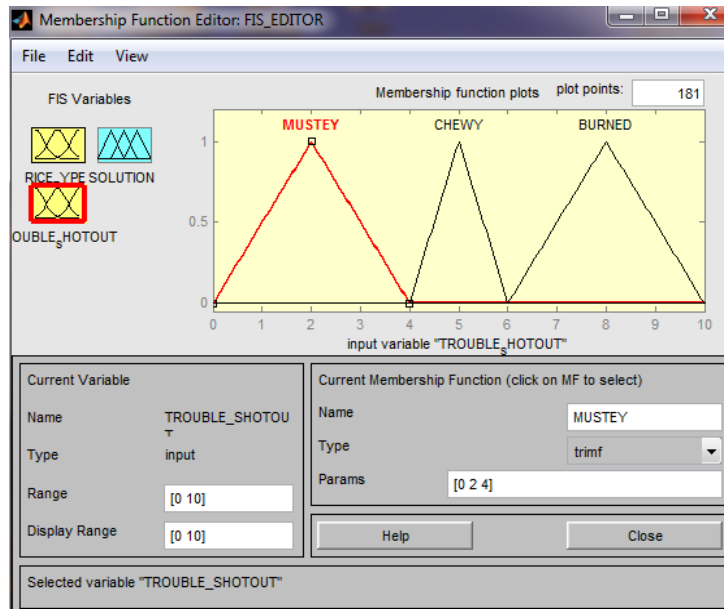 Membership Function Editor: FIS_EDITOR
File Edit View
FIS Variables
RICE_YPE SOLUTION
OUBLE_SHOTOUT
Membership function plots plot points: 181
MUSTEY CHEWY BURNED
1
0.5
0
0 1 2 3 4 5 6 7 8 9 10
input variable "TROUBLE_SHOTOUT"
Current Variable
Name TROUBLE_SHOTOU
T
Type input
Range [0 10]
Display Range [0 10]
Current Membership Function (click on MF to select)
Name MUSTEY
Type trimf
Params [0 2 4]
Help Close
Selected variable "TROUBLE_SHOTOUT"